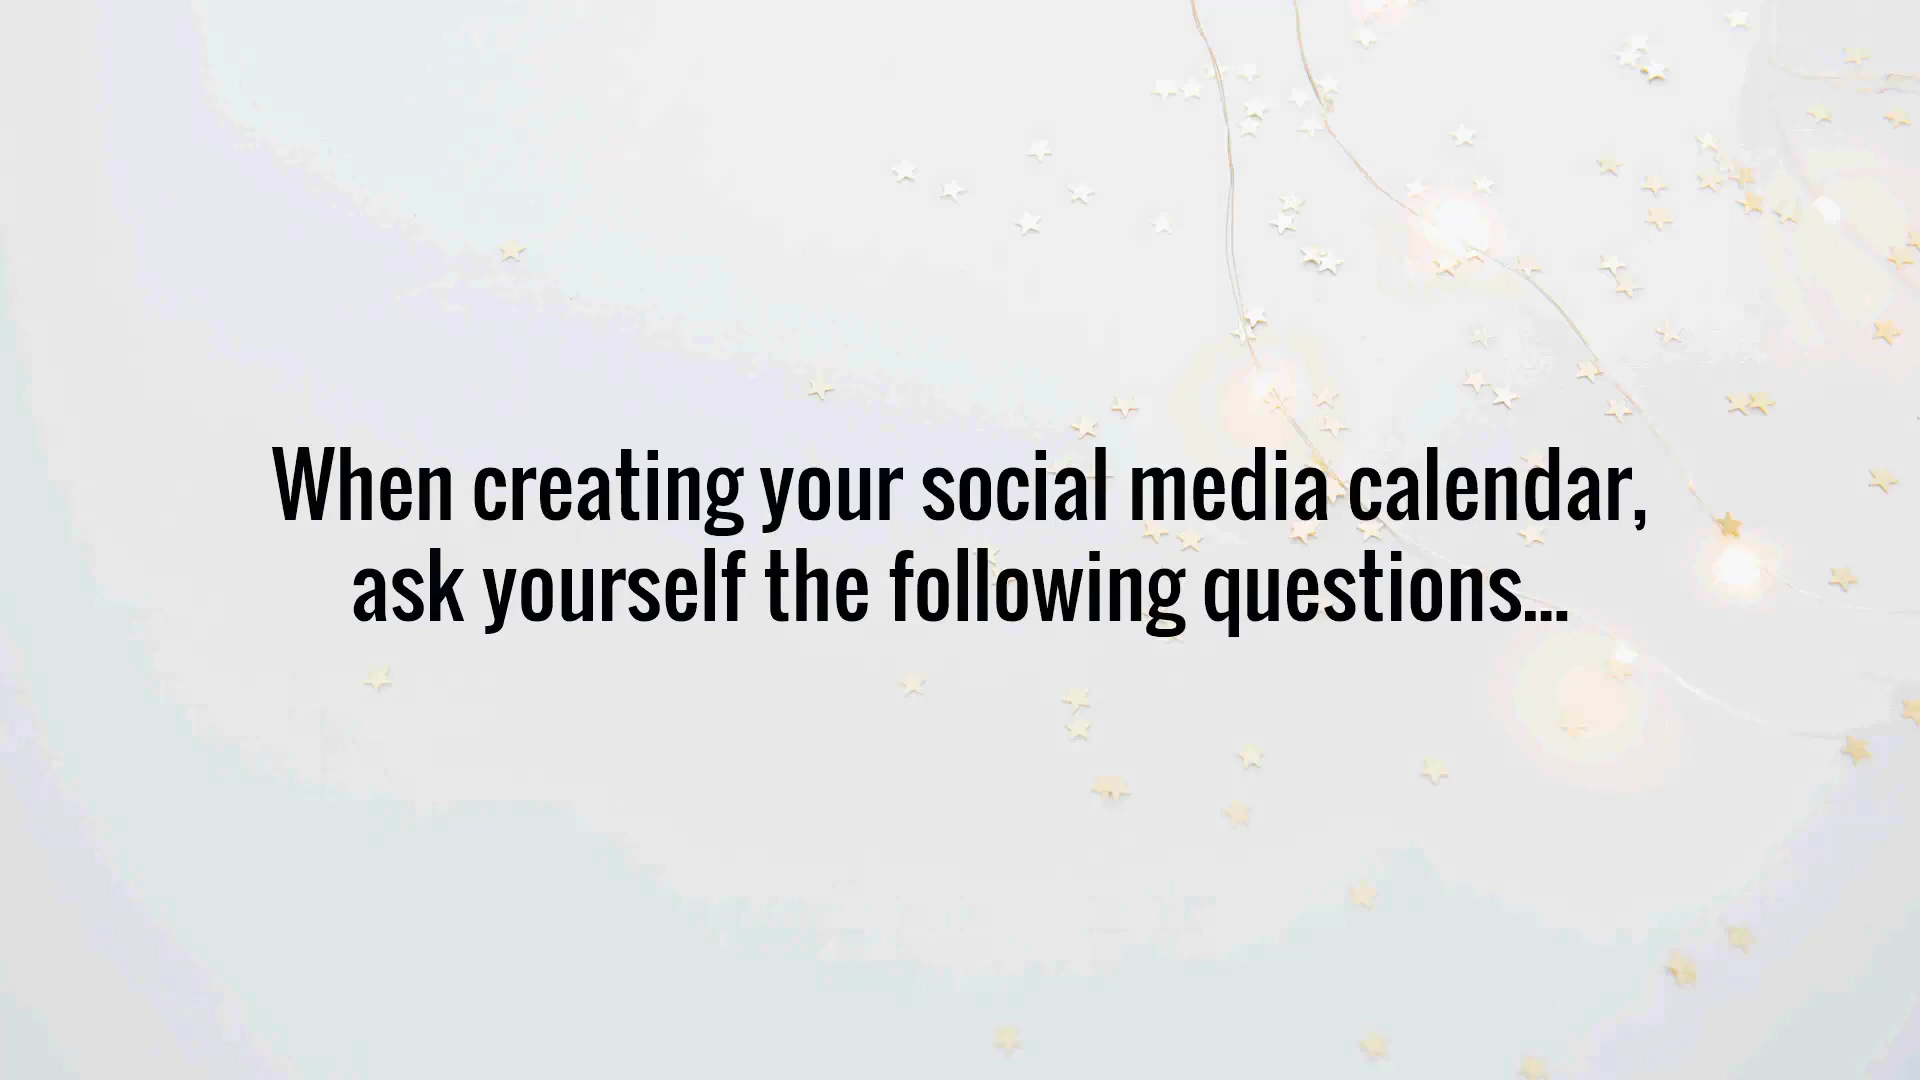 When creating your social media calendar,
ask yourself the following questions...